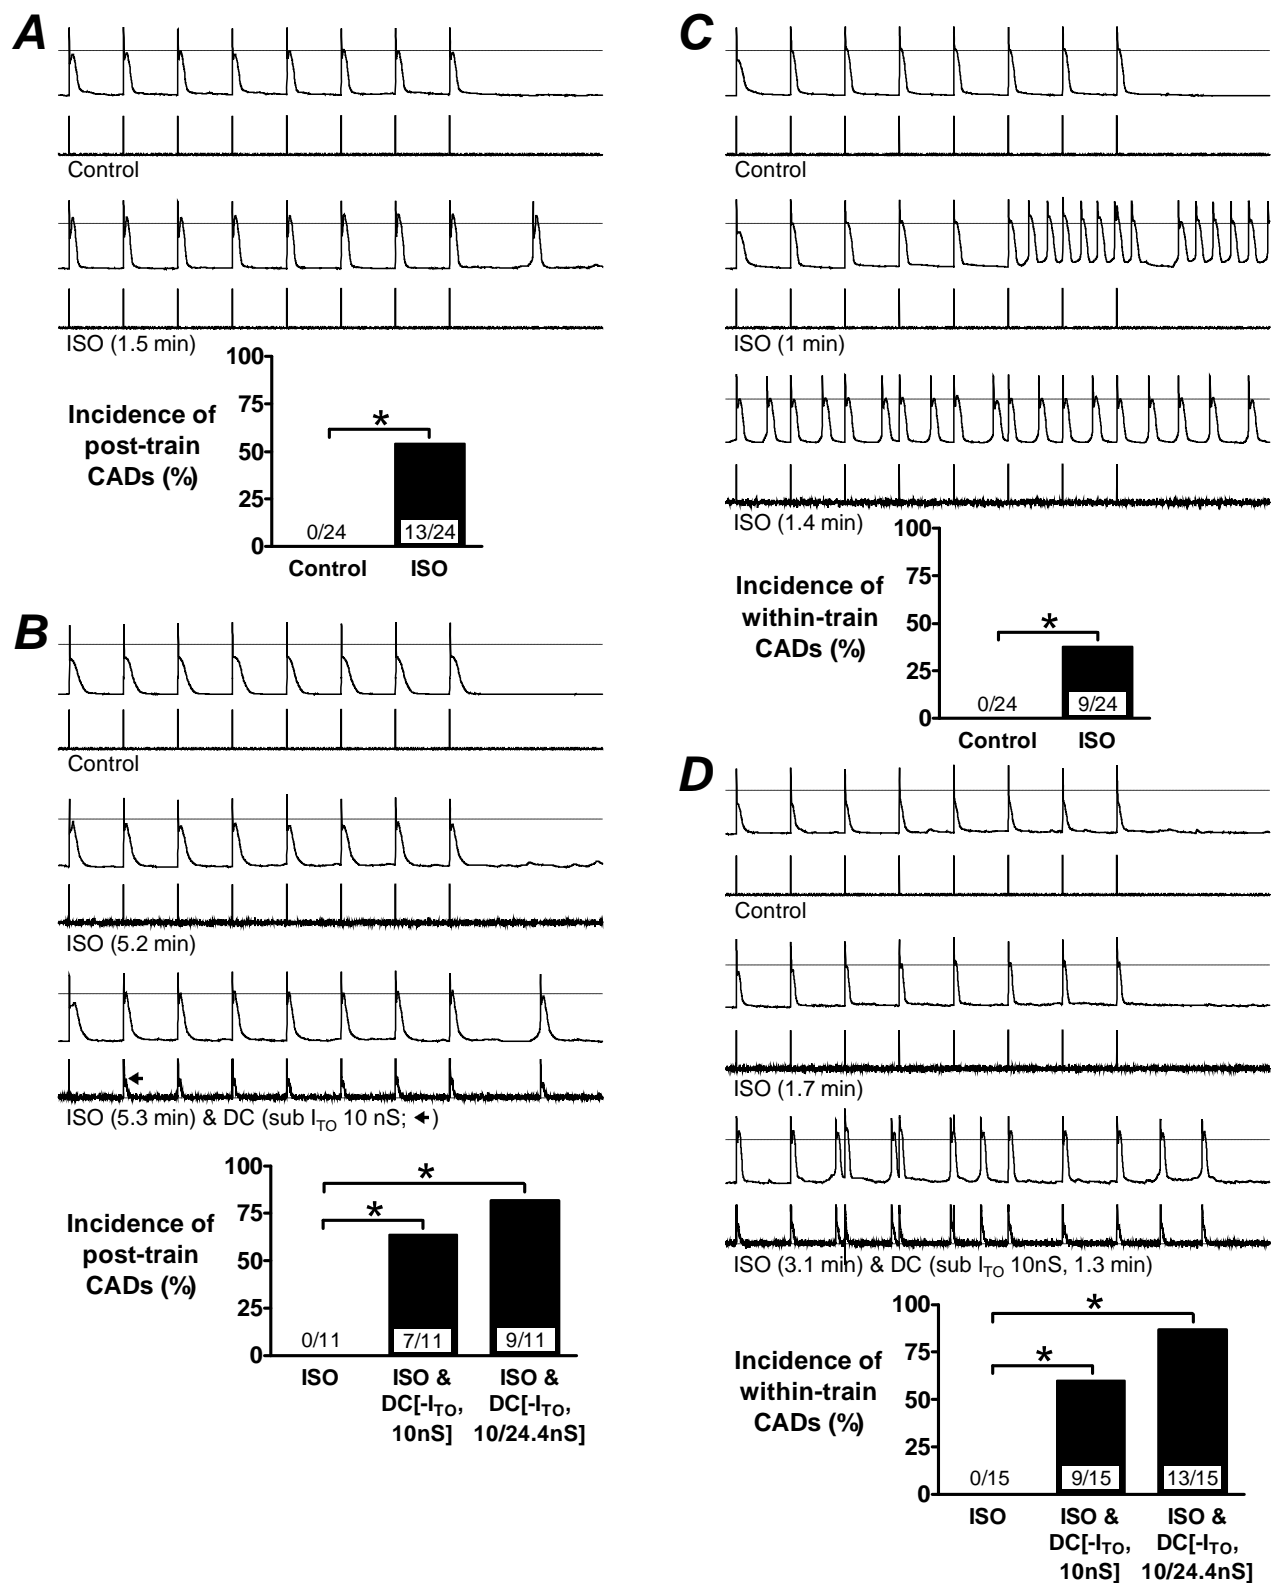 A
Control
ISO (1.5 min)
100
75
50
25
0
Incidence of
post-train
CADs (%)
*
0/24
13/24
Control
ISO
B
Control
ISO (5.2 min)
ISO (5.3 min) & DC (sub I_TO 10 nS; ←)
100
75
50
25
0
Incidence of
post-train
CADs (%)
*
*
0/11
7/11
9/11
ISO
ISO &
DC[-I_TO,
10nS]
ISO &
DC[-I_TO,
10/24.4nS]
C
Control
ISO (1 min)
ISO (1.4 min)
100
75
50
25
0
Incidence of
within-train
CADs (%)
*
0/24
9/24
Control
ISO
D
Control
ISO (1.7 min)
ISO (3.1 min) & DC (sub I_TO 10nS, 1.3 min)
100
75
50
25
0
Incidence of
within-train
CADs (%)
*
*
0/15
9/15
13/15
ISO
ISO &
DC[-I_TO,
10nS]
ISO &
DC[-I_TO,
10/24.4nS]